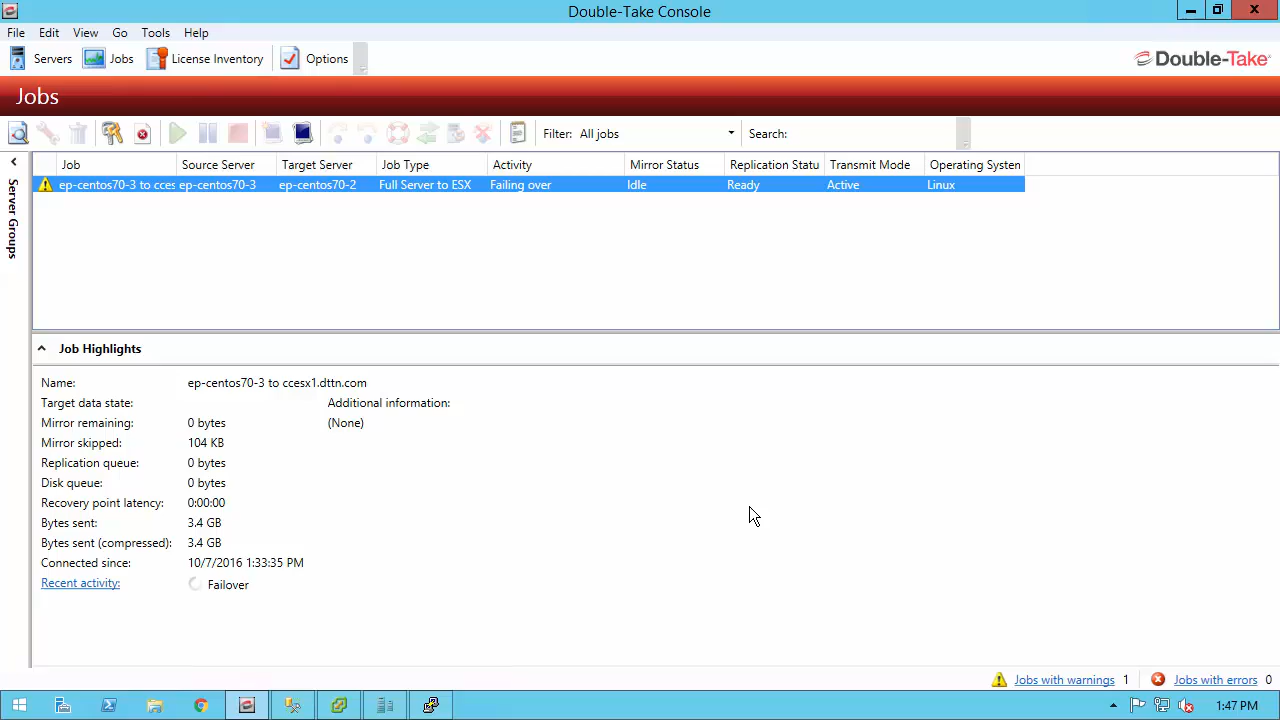 Double-Take Console
File Edit View Go Tools Help
Servers Jobs License Inventory Options Double-Take
Jobs
Filter: All jobs Search:
Server Groups
Job Source Server Target Server Job Type Activity Mirror Status Replication Statu Transmit Mode Operating System
ep-centos70-3 to cces ep-centos70-3 ep-centos70-2 Full Server to ESX Failing over Idle Ready Active Linux
Job Highlights
Name: ep-centos70-3 to ccesx1.dttn.com
Target data state: Additional information:
Mirror remaining: 0 bytes (None)
Mirror skipped: 104 KB
Replication queue: 0 bytes
Disk queue: 0 bytes
Recovery point latency: 0:00:00
Bytes sent: 3.4 GB
Bytes sent (compressed): 3.4 GB
Connected since: 10/7/2016 1:33:35 PM
Recent activity: Failover
Jobs with warnings 1 Jobs with errors 0
1:47 PM